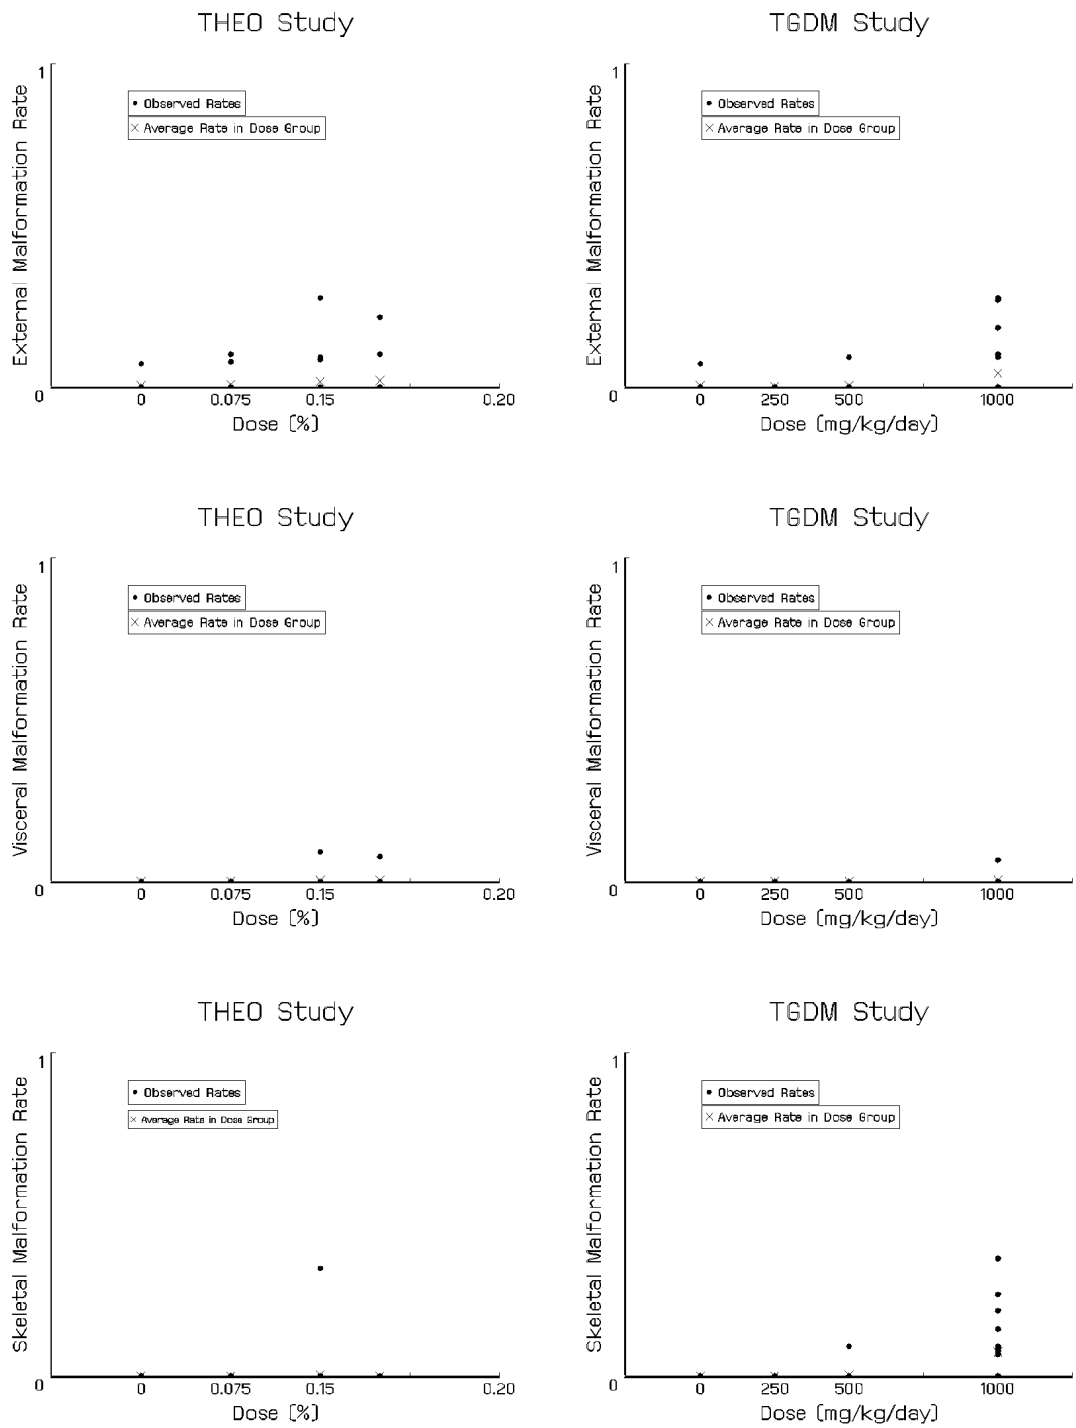 THEO Study
1
External Malformation Rate
• Observed Rates
× Average Rate in Dose Group
0
0 0.075 0.15 0.20
Dose (%)
TGDM Study
1
External Malformation Rate
• Observed Rates
× Average Rate in Dose Group
0
0 250 500 1000
Dose (mg/kg/day)
THEO Study
1
Visceral Malformation Rate
• Observed Rates
× Average Rate in Dose Group
0
0 0.075 0.15 0.20
Dose (%)
TGDM Study
1
Visceral Malformation Rate
• Observed Rates
× Average Rate in Dose Group
0
0 250 500 1000
Dose (mg/kg/day)
THEO Study
1
Skeletal Malformation Rate
• Observed Rates
× Average Rate in Dose Group
0
0 0.075 0.15 0.20
Dose (%)
TGDM Study
1
Skeletal Malformation Rate
• Observed Rates
× Average Rate in Dose Group
0
0 250 500 1000
Dose (mg/kg/day)